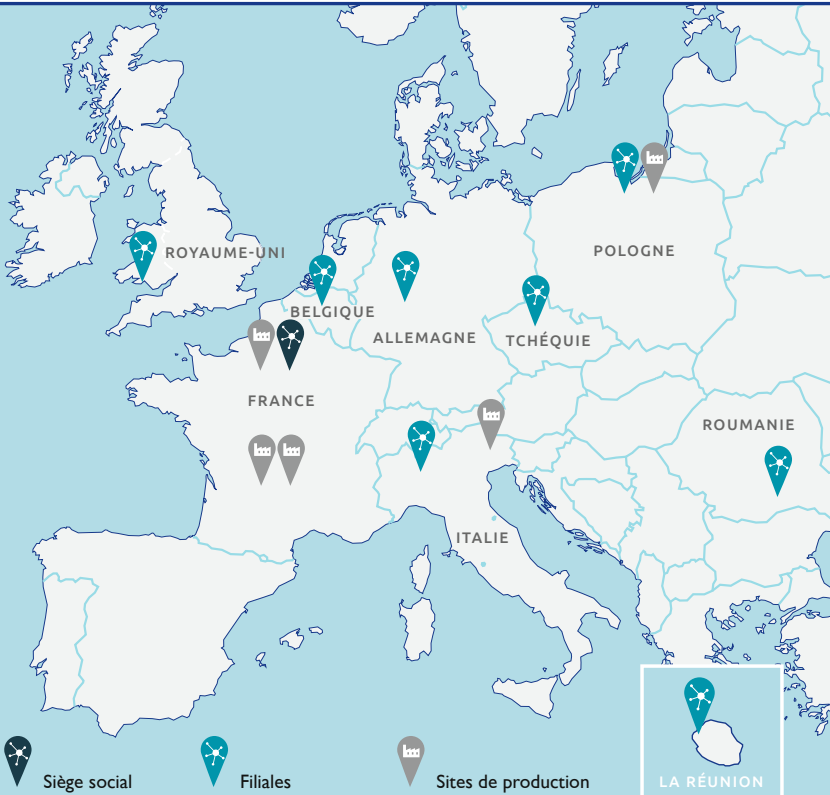 ROYAUME-UNI
POLOGNE
BELGIQUE
ALLEMAGNE
TCHÉQUIE
FRANCE
ROUMANIE
ITALIE
LA RÉUNION
Siège social
Filiales
Sites de production